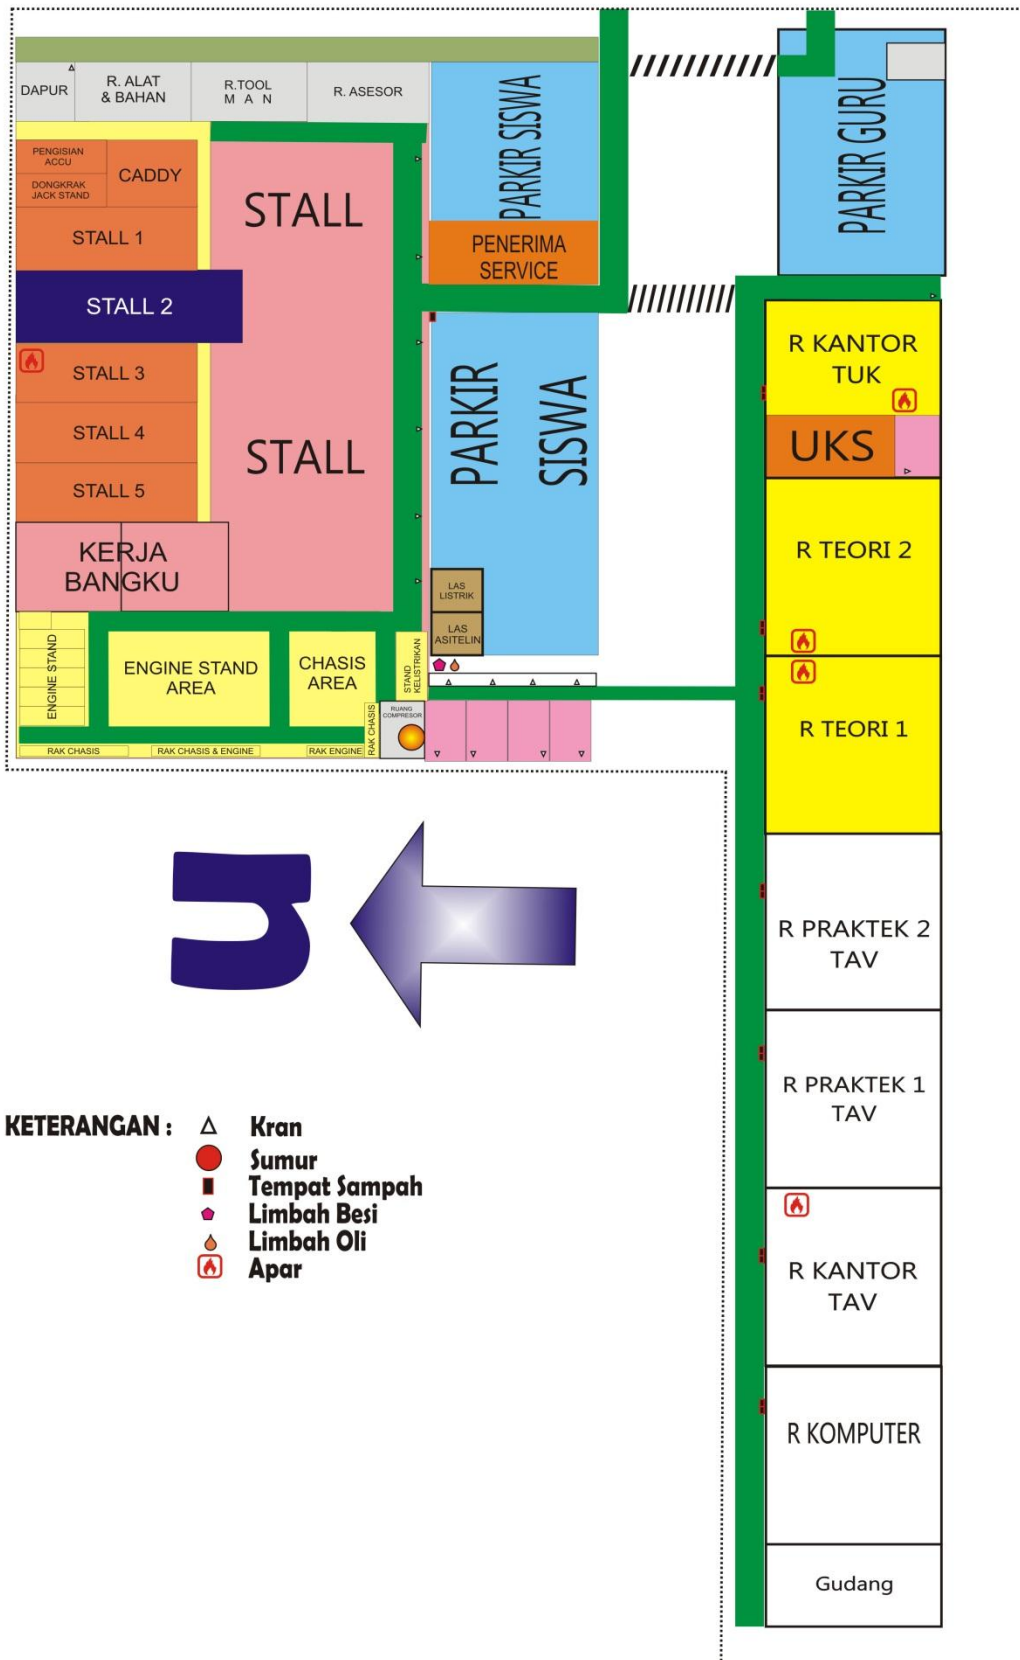 DAPUR
R. ALAT
& BAHAN
R.TOOL
M A N
R. ASESOR
PARKIR SISWA
PARKIR GURU
PENGISIAN
ACCU
DONGKRAK
JACK STAND
CADDY
STALL 1
STALL 2
STALL 3
STALL 4
STALL 5
STALL
STALL
PENERIMA
SERVICE
PARKIR
SISWA
KERJA
BANGKU
LAS
LISTRIK
LAS
ASITELIN
ENGINE STAND
ENGINE STAND
AREA
CHASIS
AREA
STAND
KELISTRIKAN
RAK CHASIS
RUANG
COMPRESOR
RAK CHASIS
RAK CHASIS & ENGINE
RAK ENGINE
R KANTOR
TUK
UKS
R TEORI 2
R TEORI 1
R PRAKTEK 2
TAV
R PRAKTEK 1
TAV
R KANTOR
TAV
R KOMPUTER
Gudang
U
KETERANGAN :
Kran
Sumur
Tempat Sampah
Limbah Besi
Limbah Oli
Apar